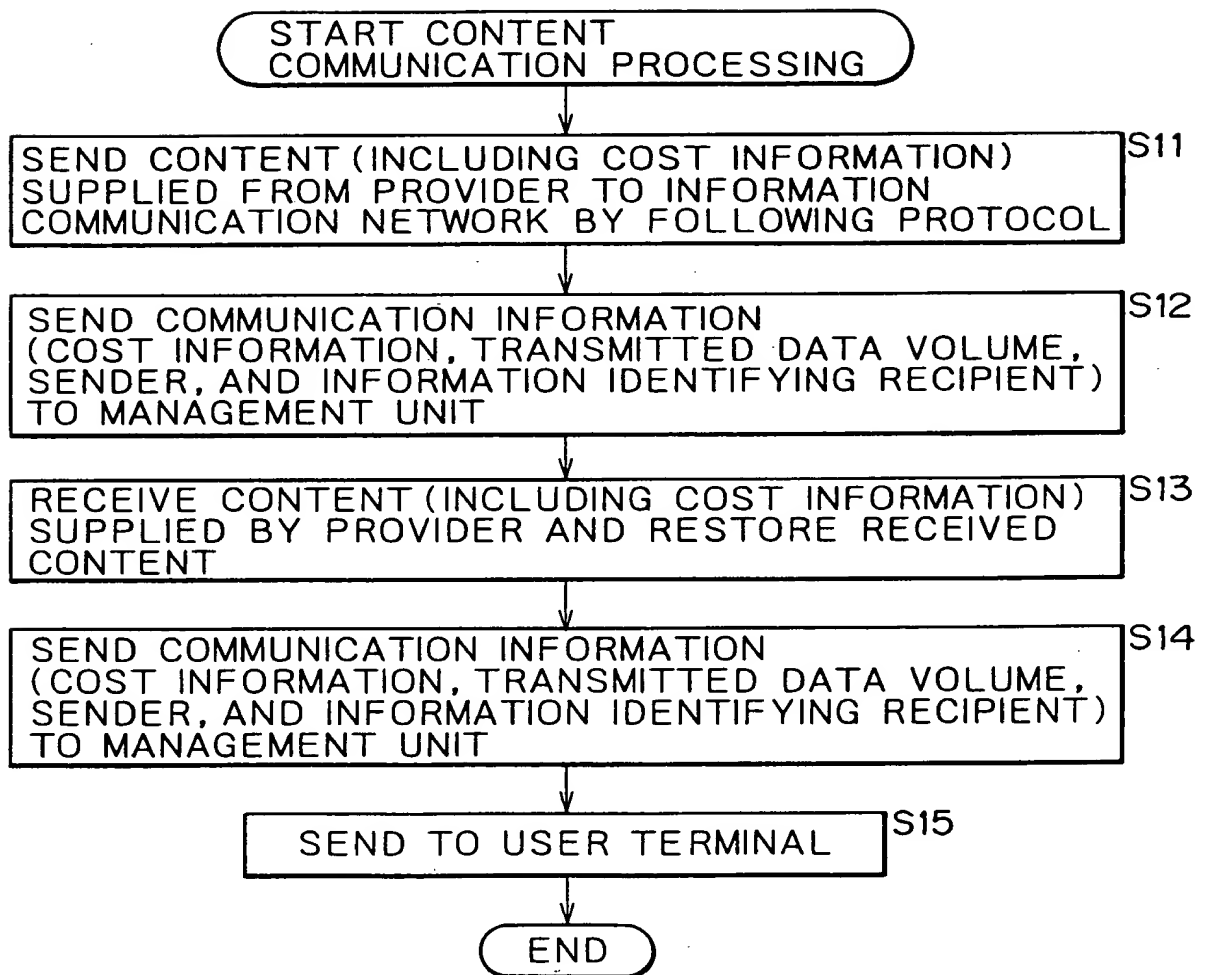 START CONTENT
COMMUNICATION PROCESSING
S11
SEND CONTENT (INCLUDING COST INFORMATION)
SUPPLIED FROM PROVIDER TO INFORMATION
COMMUNICATION NETWORK BY FOLLOWING PROTOCOL
S12
SEND COMMUNICATION INFORMATION
(COST INFORMATION, TRANSMITTED DATA VOLUME,
SENDER, AND INFORMATION IDENTIFYING RECIPIENT)
TO MANAGEMENT UNIT
S13
RECEIVE CONTENT (INCLUDING COST INFORMATION)
SUPPLIED BY PROVIDER AND RESTORE RECEIVED
CONTENT
S14
SEND COMMUNICATION INFORMATION
(COST INFORMATION, TRANSMITTED DATA VOLUME,
SENDER, AND INFORMATION IDENTIFYING RECIPIENT)
TO MANAGEMENT UNIT
S15
SEND TO USER TERMINAL
END